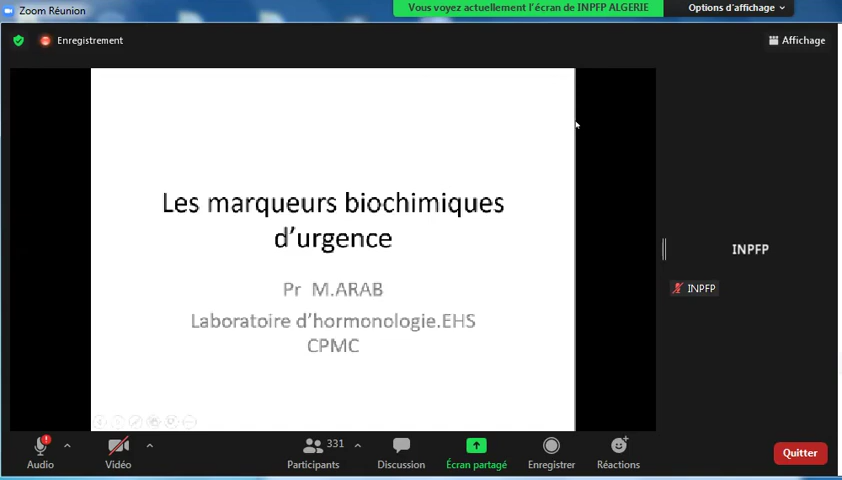 Zoom Réunion
Vous voyez actuellement l'écran de INPFP ALGERIE
Options d'affichage
Enregistrement
Affichage
Les marqueurs biochimiques
d'urgence
Pr M.ARAB
Laboratoire d'hormonologie.EHS
CPMC
INPFP
INPFP
331
Audio
Vidéo
Participants
Discussion
Écran partagé
Enregistrer
Réactions
Quitter